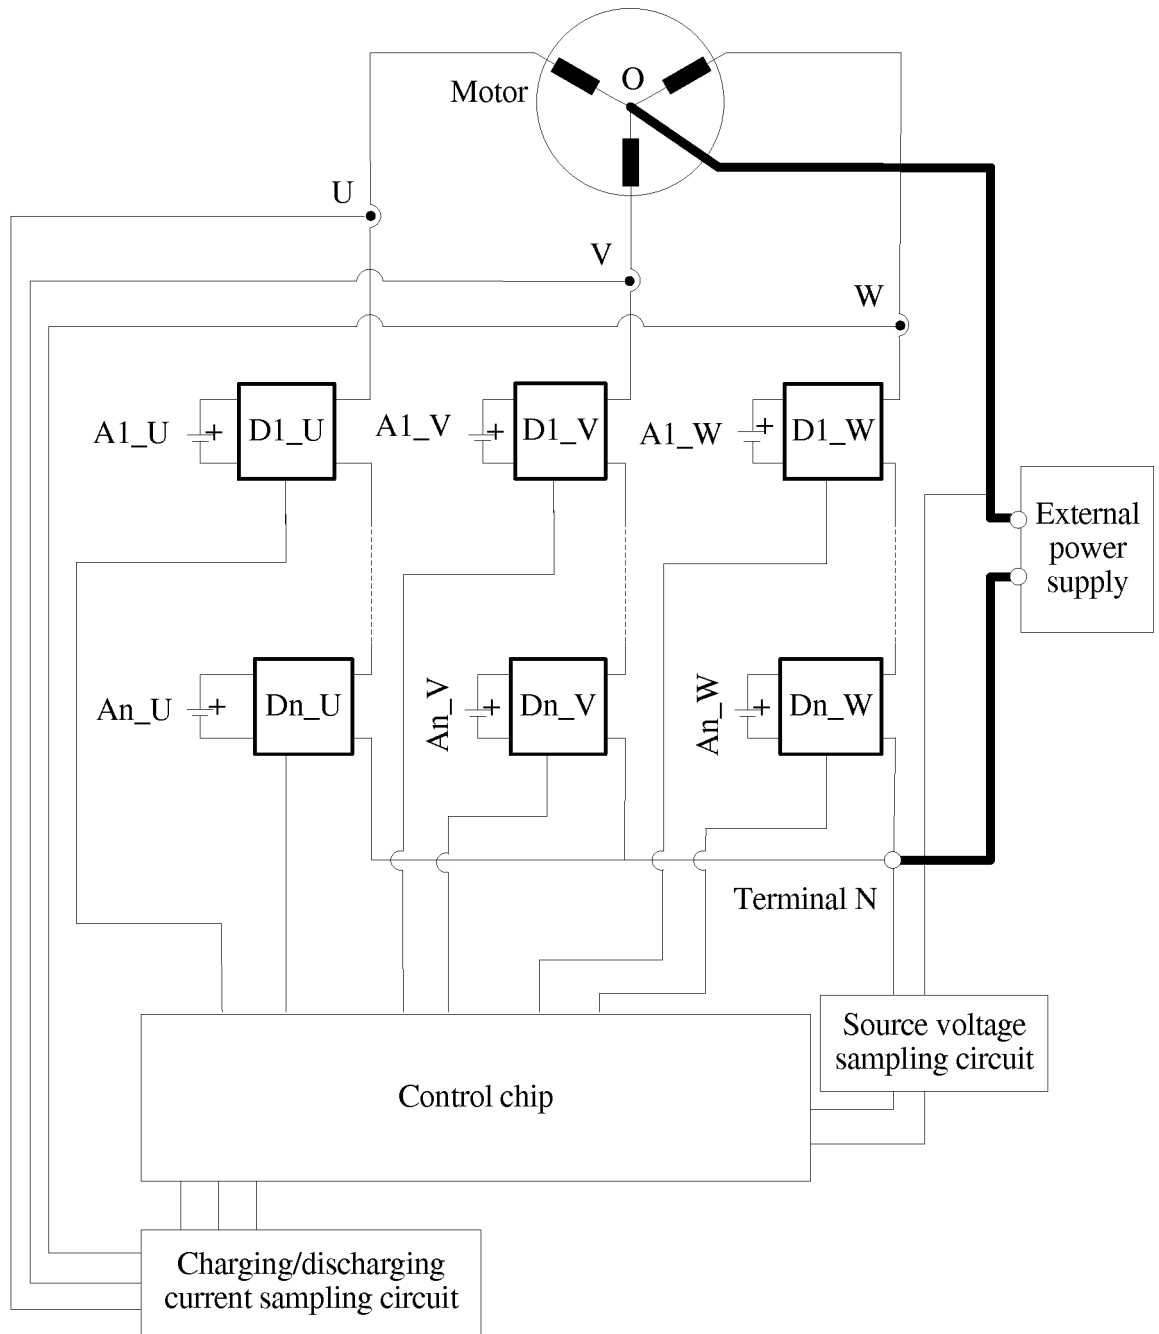 O
Motor
U
V
W
A1_U
+
D1_U
A1_V
+
D1_V
A1_W
+
D1_W
External
power
supply
An_U
+
Dn_U
An_V
+
Dn_V
An_W
+
Dn_W
Terminal N
Source voltage
sampling circuit
Control chip
Charging/discharging
current sampling circuit